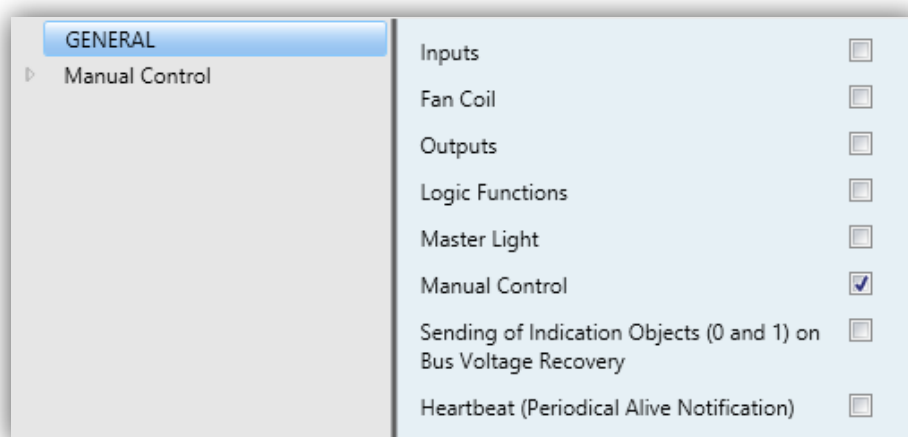 GENERAL
Manual Control
Inputs
Fan Coil
Outputs
Logic Functions
Master Light
Manual Control
Sending of Indication Objects (0 and 1) on
Bus Voltage Recovery
Heartbeat (Periodical Alive Notification)